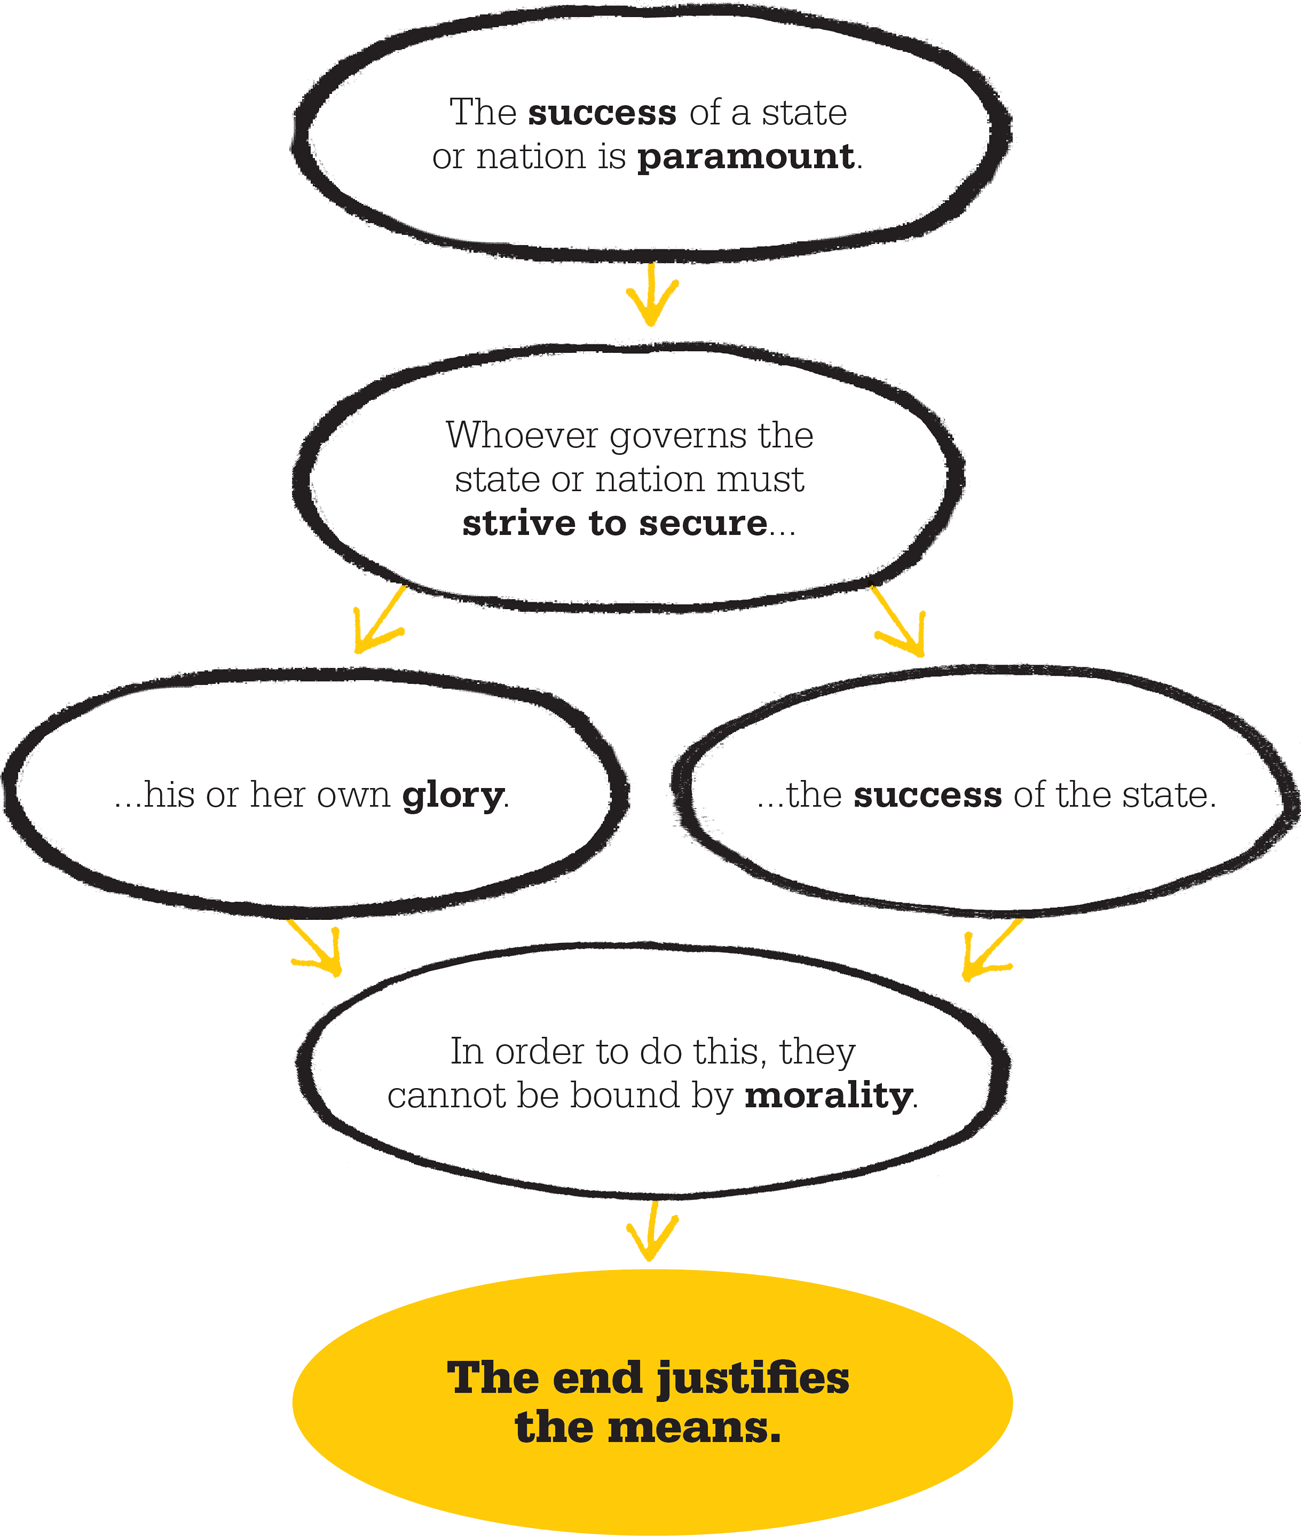 The success of a state
or nation is paramount.
Whoever governs the
state or nation must
strive to secure...
...his or her own glory.
...the success of the state.
In order to do this, they
cannot be bound by morality.
The end justifies
the means.